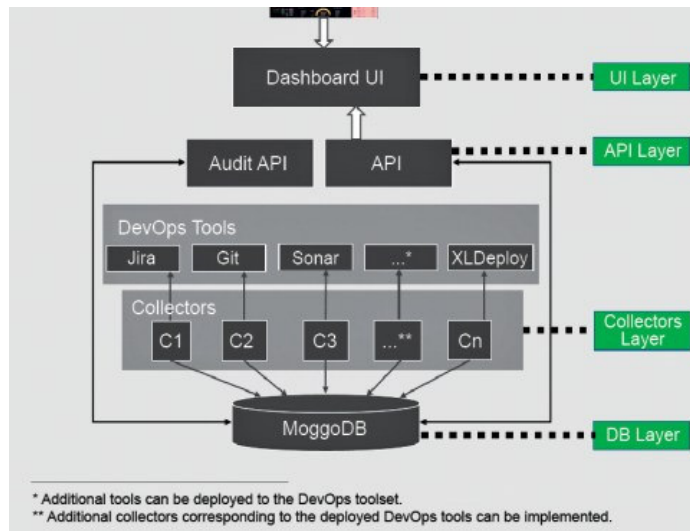 Dashboard UI
UI Layer
Audit API
API
API Layer
DevOps Tools
Jira
Git
Sonar
...*
XLDeploy
Collectors
C1
C2
C3
...**
Cn
Collectors
Layer
MoggoDB
DB Layer
* Additional tools can be deployed to the DevOps toolset.
** Additional collectors corresponding to the deployed DevOps tools can be implemented.